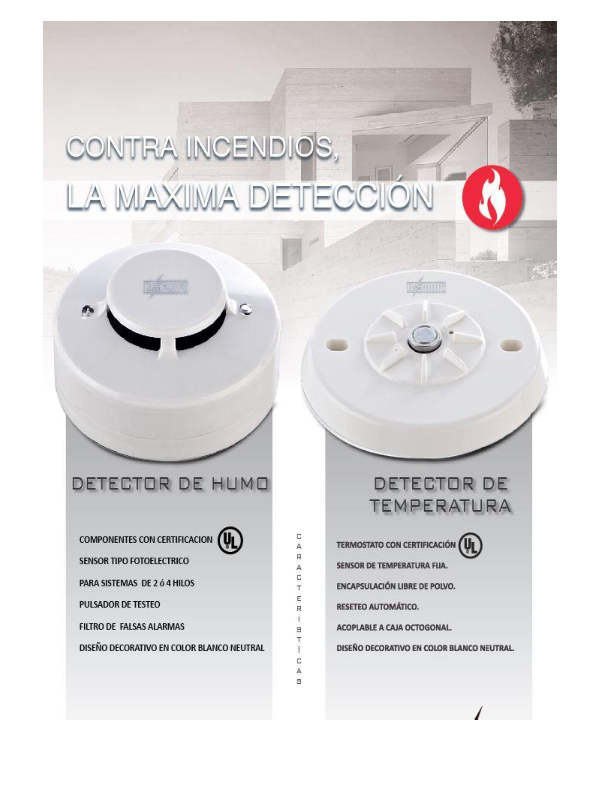 CONTRA INCENDIOS,
LA MAXIMA DETECCIÓN
DETECTOR DE HUMO
COMPONENTES CON CERTIFICACION UL
SENSOR TIPO FOTOELECTRICO
PARA SISTEMAS DE 2 ó 4 HILOS
PULSADOR DE TESTEO
FILTRO DE FALSAS ALARMAS
DISEÑO DECORATIVO EN COLOR BLANCO NEUTRAL
CARACTERISTÍCAS
DETECTOR DE
TEMPERATURA
TERMOSTATO CON CERTIFICACIÓN UL
SENSOR DE TEMPERATURA FIJA.
ENCAPSULACIÓN LIBRE DE POLVO.
RESETEO AUTOMÁTICO.
ACOPLABLE A CAJA OCTOGONAL.
DISEÑO DECORATIVO EN COLOR BLANCO NEUTRAL.